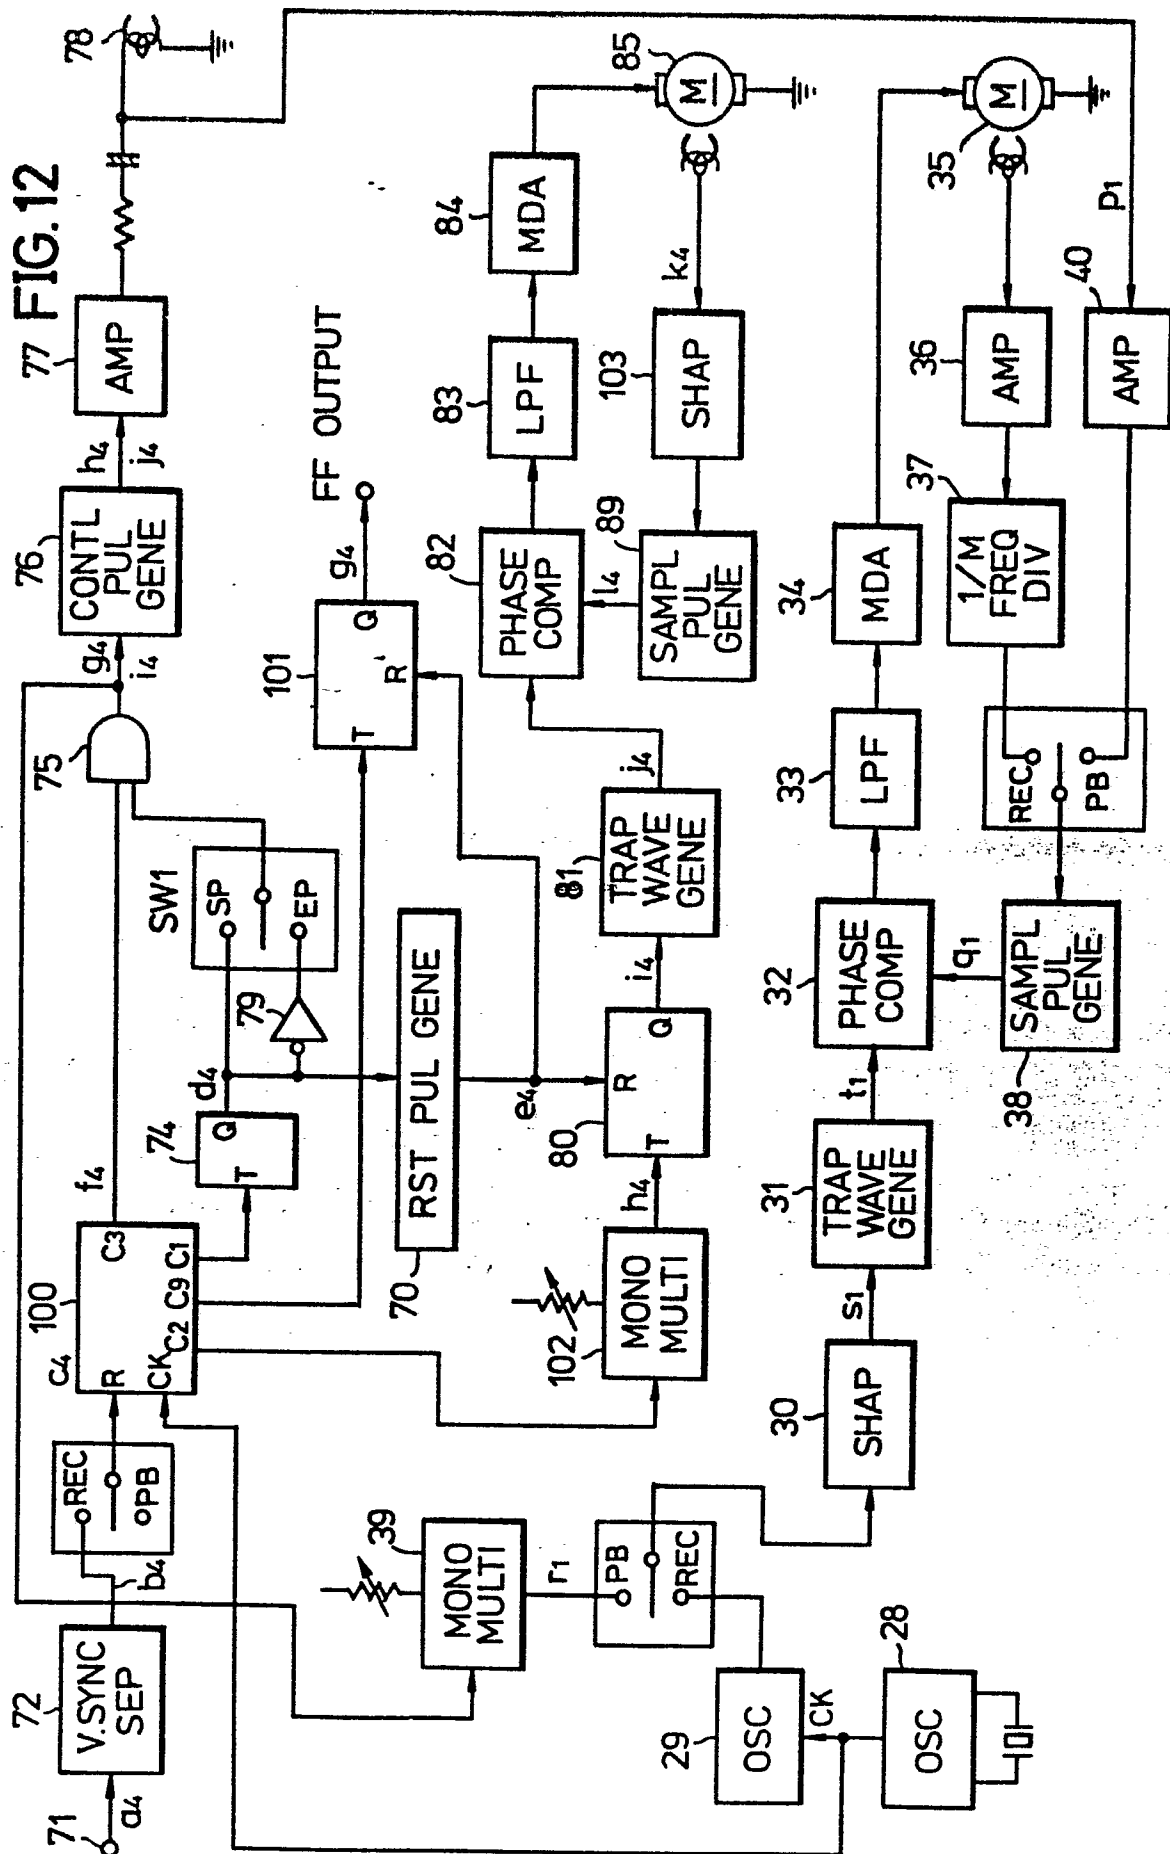 FIG. 12
71
a4
72
V.SYNC
SEP
b4
REC
PB
c4
100
R
CK
C2
C9
C1
C3
f4
74
T
Q
d4
79
SW1
SP
EP
75
g4
i4
76
CONTL
PUL
GENE
h4
j4
77
AMP
78
70
RST PUL GENE
e4
101
T
R
Q
g4
FF OUTPUT
102
MONO
MULTI
h4
80
T
R
Q
i4
81
TRAP
WAVE
GENE
j4
82
PHASE
COMP
83
LPF
84
MDA
85
M
k4
103
SHAP
89
SAMPL
PUL
GENE
l4
39
MONO
MULTI
r1
PB
REC
29
OSC
CK
28
OSC
30
SHAP
s1
31
TRAP
WAVE
GENE
t1
32
PHASE
COMP
33
LPF
34
MDA
35
M
36
AMP
37
1/M
FREQ
DIV
REC
PB
38
SAMPL
PUL
GENE
q1
40
AMP
p1